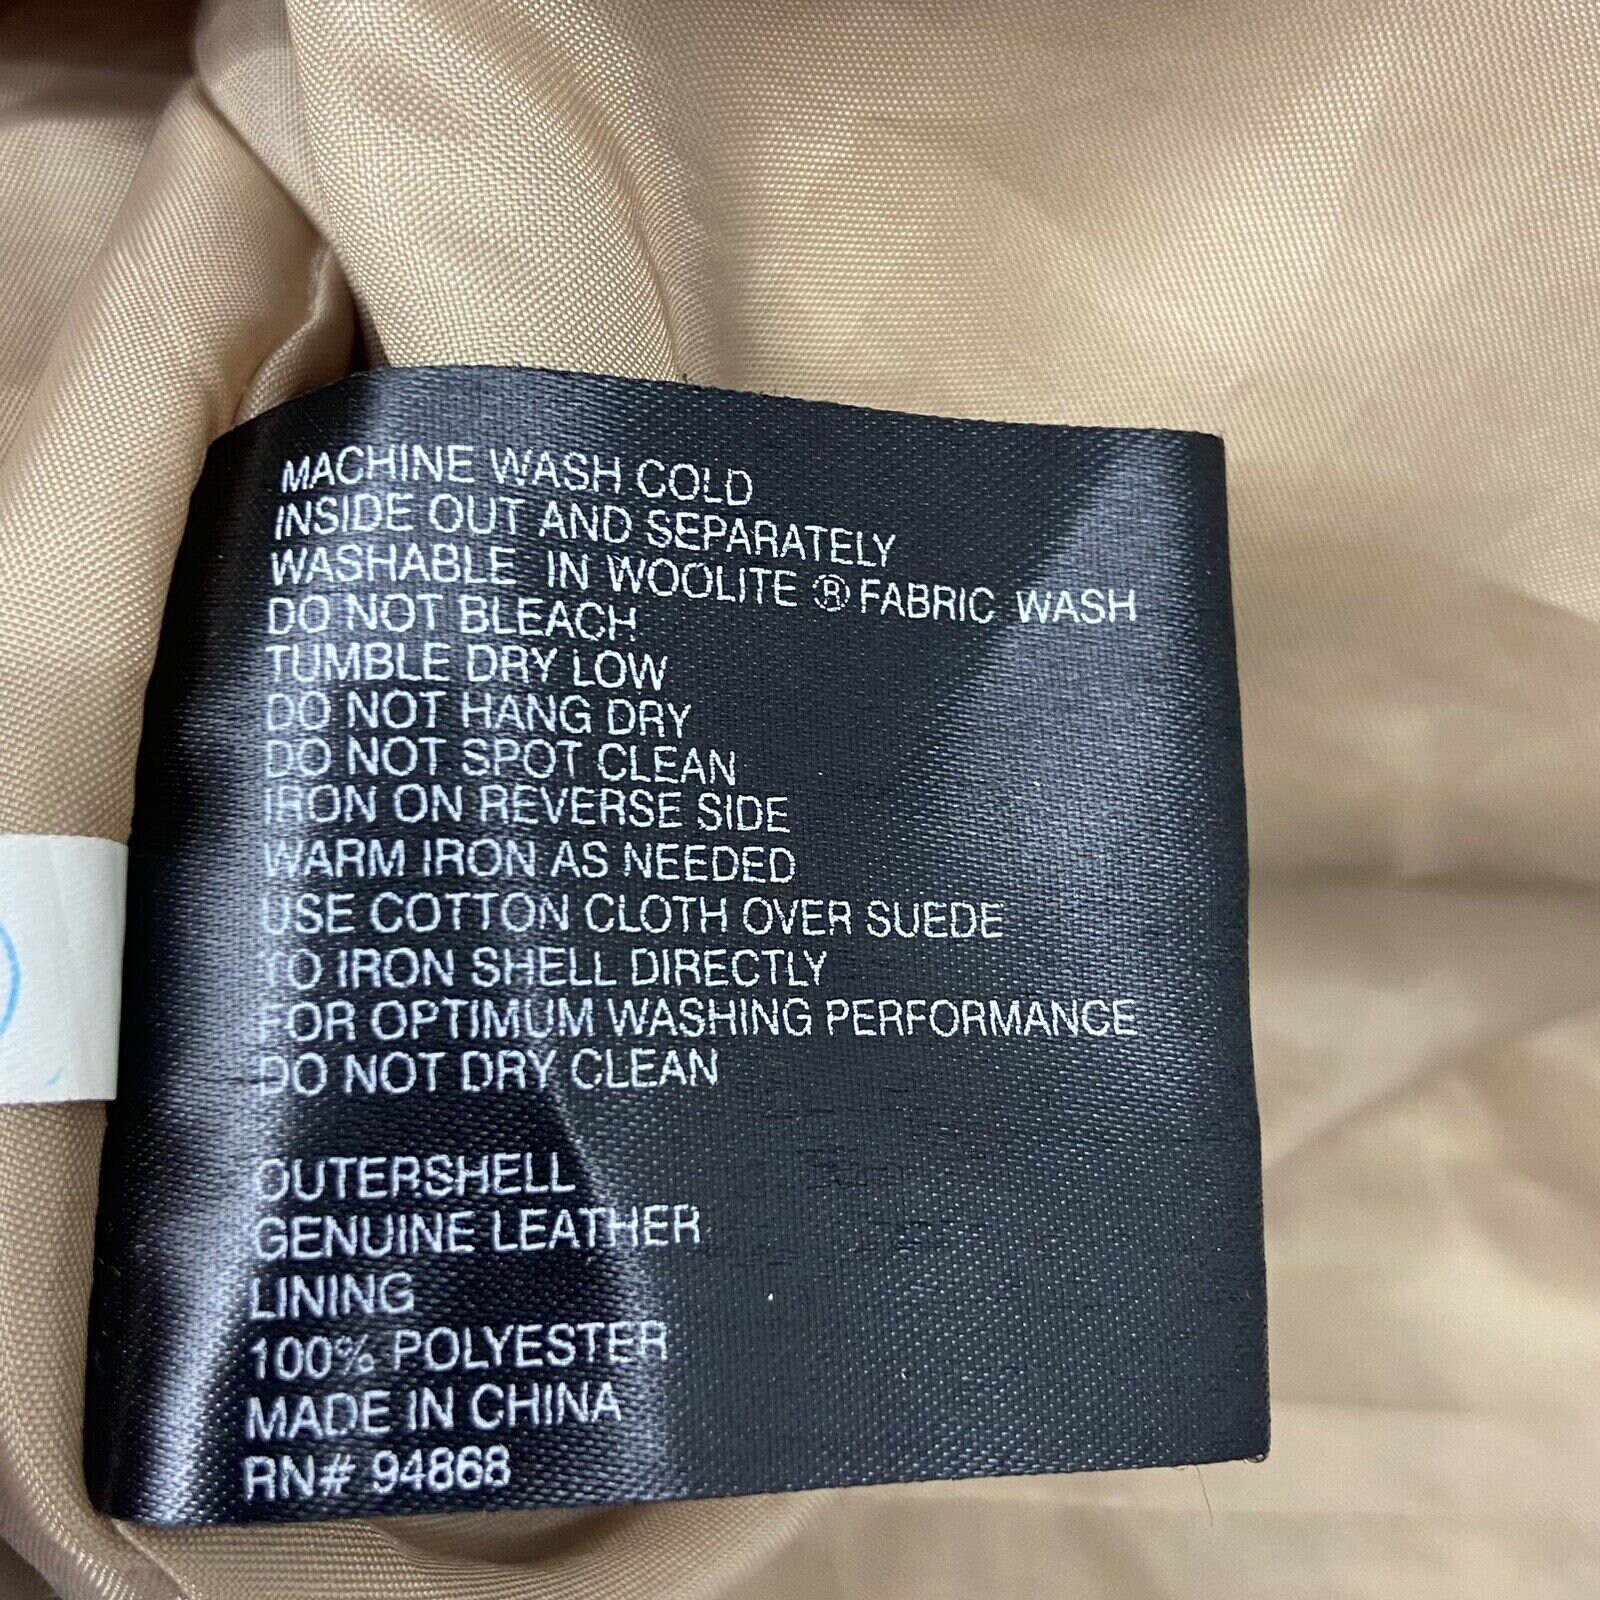 MACHINE WASH COLD
INSIDE OUT AND SEPARATELY
WASHABLE IN WOOLITE ® FABRIC WASH
DO NOT BLEACH
TUMBLE DRY LOW
DO NOT HANG DRY
DO NOT SPOT CLEAN
IRON ON REVERSE SIDE
WARM IRON AS NEEDED
USE COTTON CLOTH OVER SUEDE
TO IRON SHELL DIRECTLY
FOR OPTIMUM WASHING PERFORMANCE
DO NOT DRY CLEAN
OUTERSHELL
GENUINE LEATHER
LINING
100% POLYESTER
MADE IN CHINA
RN# 94868